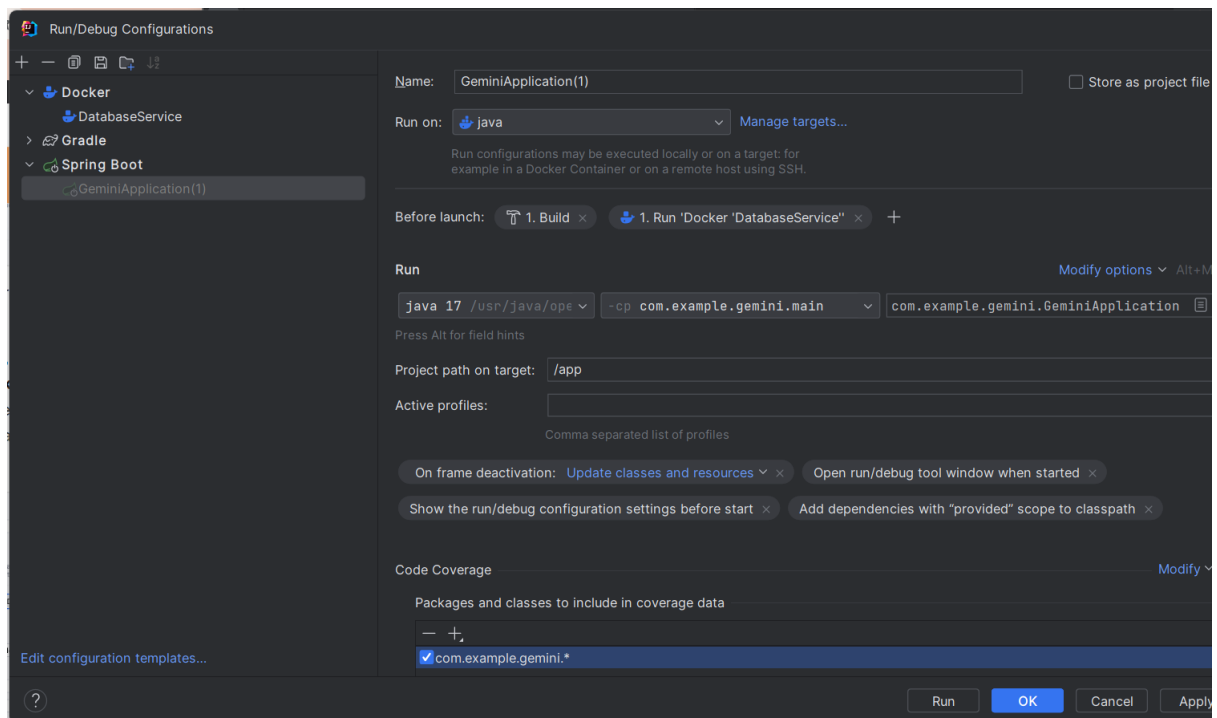 Run/Debug Configurations
Docker
DatabaseService
Gradle
Spring Boot
GeminiApplication(1)
Edit configuration templates...
?
Name: GeminiApplication(1) Store as project file
Run on: java Manage targets...
Run configurations may be executed locally or on a target: for
example in a Docker Container or on a remote host using SSH.
Before launch: 1. Build × 1. Run 'Docker 'DatabaseService'' × +
Run Modify options Alt+M
java 17 /usr/java/ope -cp com.example.gemini.main com.example.gemini.GeminiApplication
Press Alt for field hints
Project path on target: /app
Active profiles:
Comma separated list of profiles
On frame deactivation: Update classes and resources × Open run/debug tool window when started ×
Show the run/debug configuration settings before start × Add dependencies with “provided” scope to classpath ×
Code Coverage Modify
Packages and classes to include in coverage data
com.example.gemini.*
Run OK Cancel Apply